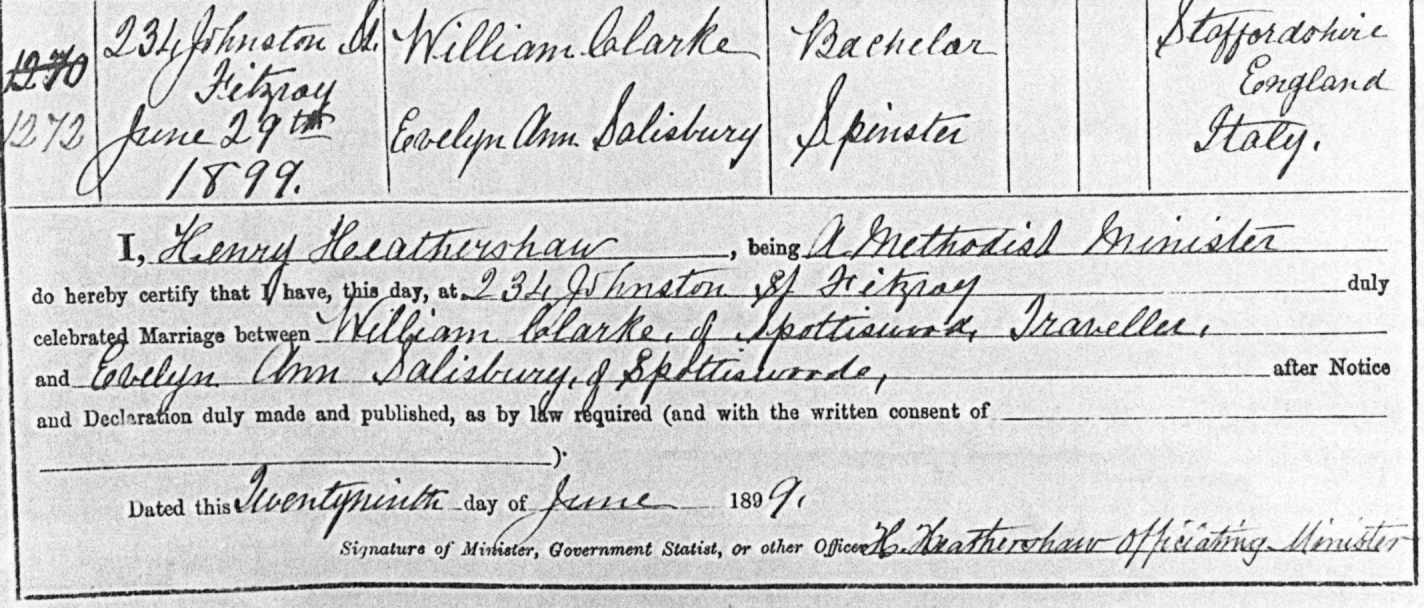 1270 234 Johnston St. William Clarke Bachelor Staffordshire
Fitzroy England
1272 June 29th Evelyn Ann Salisbury Spinster Italy.
1899.
I, Henry Heathershaw, being A Methodist Minister
do hereby certify that I have, this day, at 234 Johnston St Fitzroy duly
celebrated Marriage between William Clarke, of Spottiswood, Traveller,
and Evelyn Ann Salisbury, of Spottiswoode, after Notice
and Declaration duly made and published, as by law required (and with the written consent of
).
Dated this Twentyninth day of June 1899.
Signature of Minister, Government Statist, or other Officer H. Heathershaw Officiating Minister